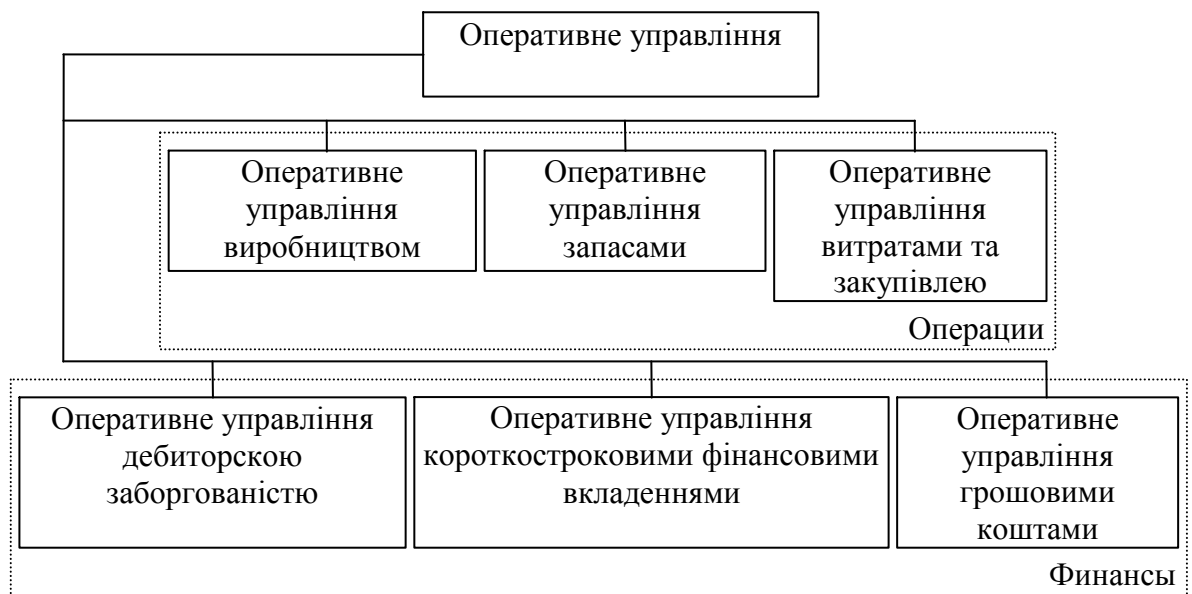 Оперативне управління
Оперативне
управління
виробництвом
Оперативне
управління
запасами
Оперативне
управління
витратами та
закупівлею
Операции
Оперативне управління
дебиторскою
заборгованістю
Оперативне управління
короткостроковими фінансовими
вкладеннями
Оперативне
управління
грошовими
коштами
Финансы